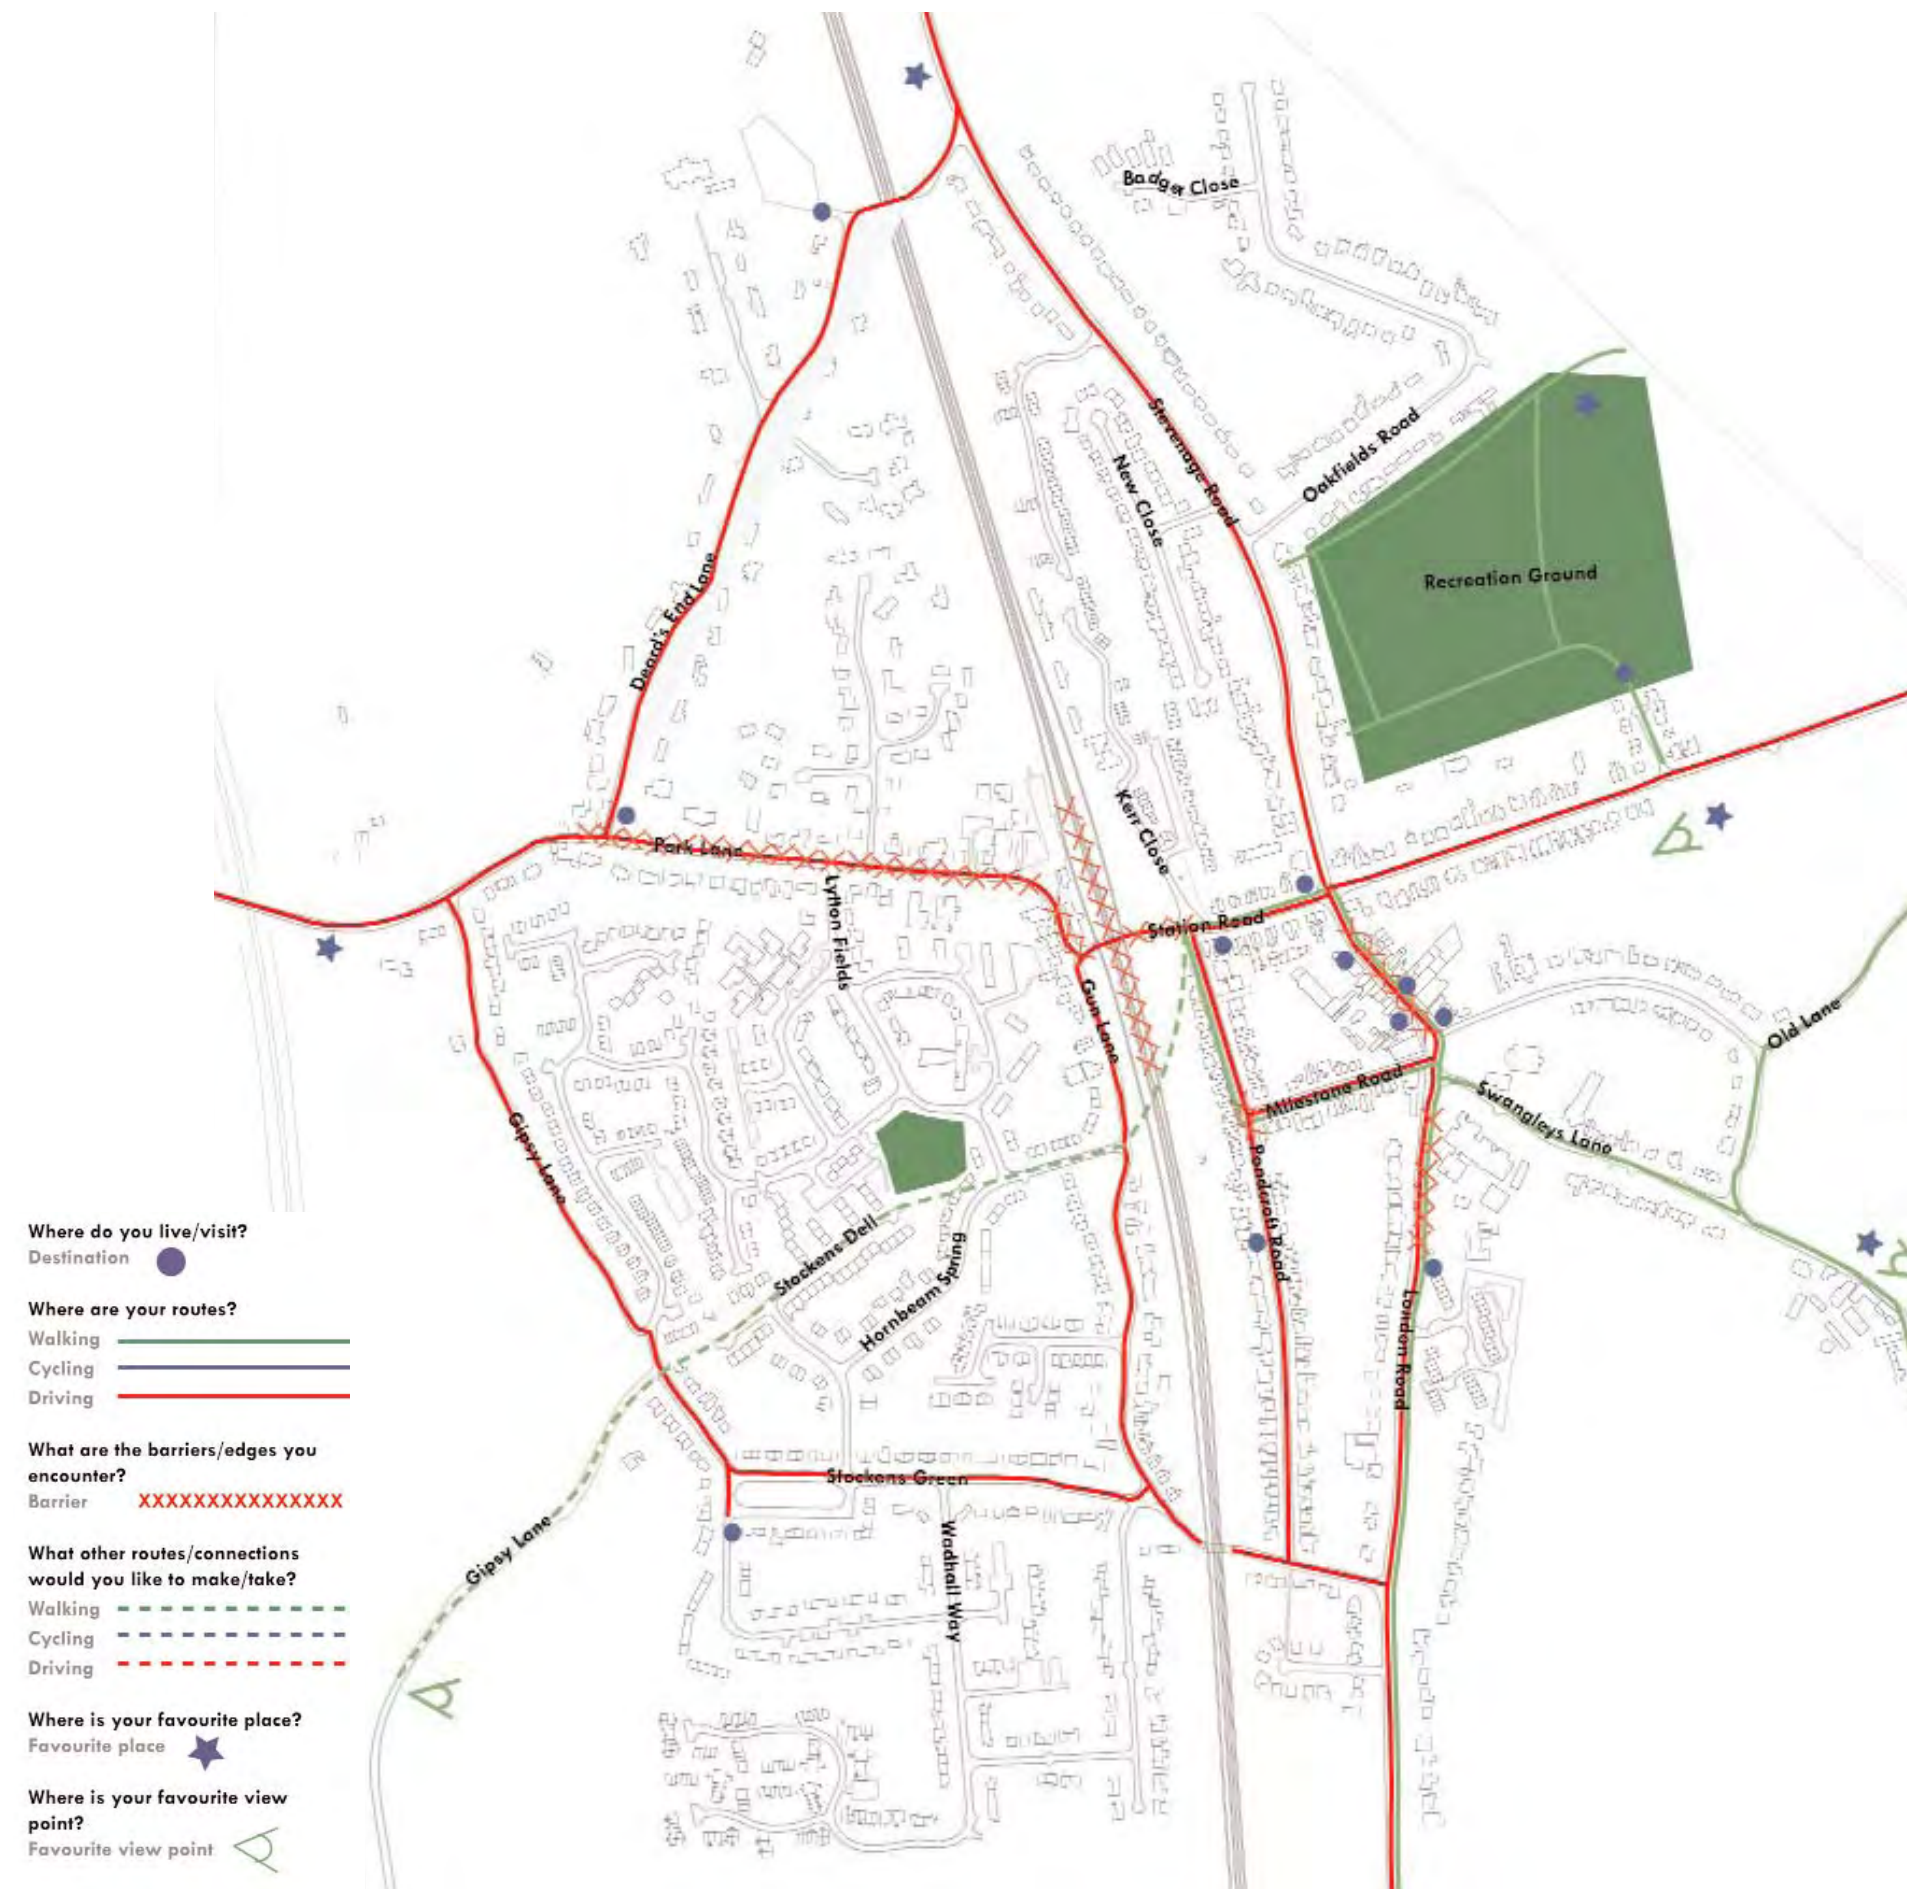 Badger Close
Stevenage Road
Oakfields Road
New Close
Recreation Ground
Deard's End Lane
Kerr Close
Park Lane
Lytton Fields
Station Road
Gun Lane
Old Lane
Milestone Road
Swangleys Lane
Gipsy Lane
Pondcroft Road
Stockens Dell
Hornbeam Spring
London Road
Stockens Green
Gipsy Lane
Wadhall Way
Where do you live/visit?
Destination
Where are your routes?
Walking
Cycling
Driving
What are the barriers/edges you
encounter?
Barrier XXXXXXXXXXXXXXX
What other routes/connections
would you like to make/take?
Walking
Cycling
Driving
Where is your favourite place?
Favourite place
Where is your favourite view
point?
Favourite view point